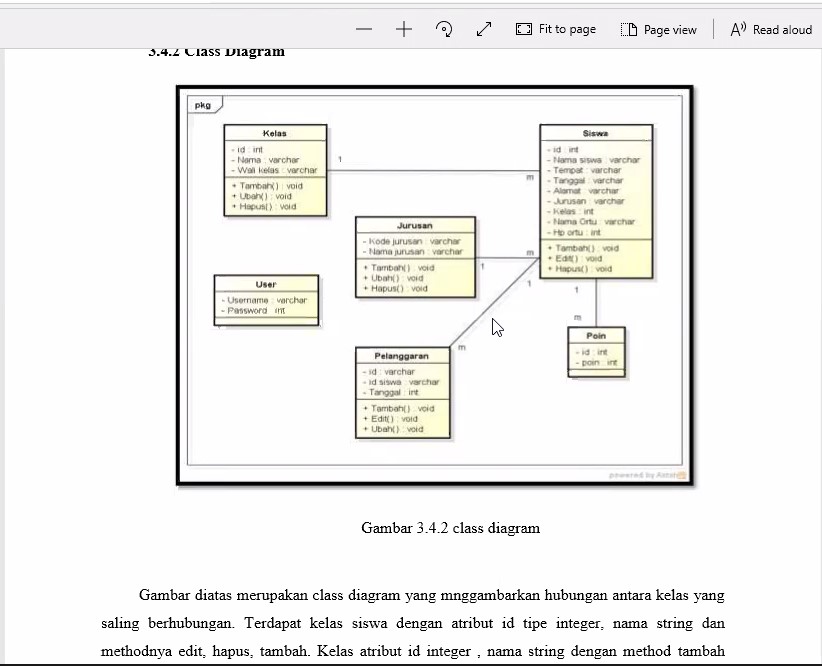 Fit to page
Page view
Read aloud
3.4.2 Class Diagram
pkg
Kelas
- id : int
- Nama : varchar
- Wali kelas : varchar
+ Tambah() : void
+ Ubah() : void
+ Hapus() : void
1
m
Siswa
- id : int
- Nama siswa : varchar
- Tempat : varchar
- Tanggal : varchar
- Alamat : varchar
- Jurusan : varchar
- Kelas : int
- Nama Ortu : varchar
- Hp ortu : int
+ Tambah() : void
+ Edit() : void
+ Hapus() : void
Jurusan
- Kode jurusan : varchar
- Nama jurusan : varchar
+ Tambah() : void
+ Ubah() : void
+ Hapus() : void
1
m
User
- Username : varchar
- Password : int
1
m
1
m
Poin
- id : int
- poin : int
Pelanggaran
- id : varchar
- id siswa : varchar
- Tanggal : int
+ Tambah() : void
+ Edit() : void
+ Ubah() : void
powered by Astah
Gambar 3.4.2 class diagram
Gambar diatas merupakan class diagram yang mnggambarkan hubungan antara kelas yang
saling berhubungan. Terdapat kelas siswa dengan atribut id tipe integer, nama string dan
methodnya edit, hapus, tambah. Kelas atribut id integer , nama string dengan method tambah